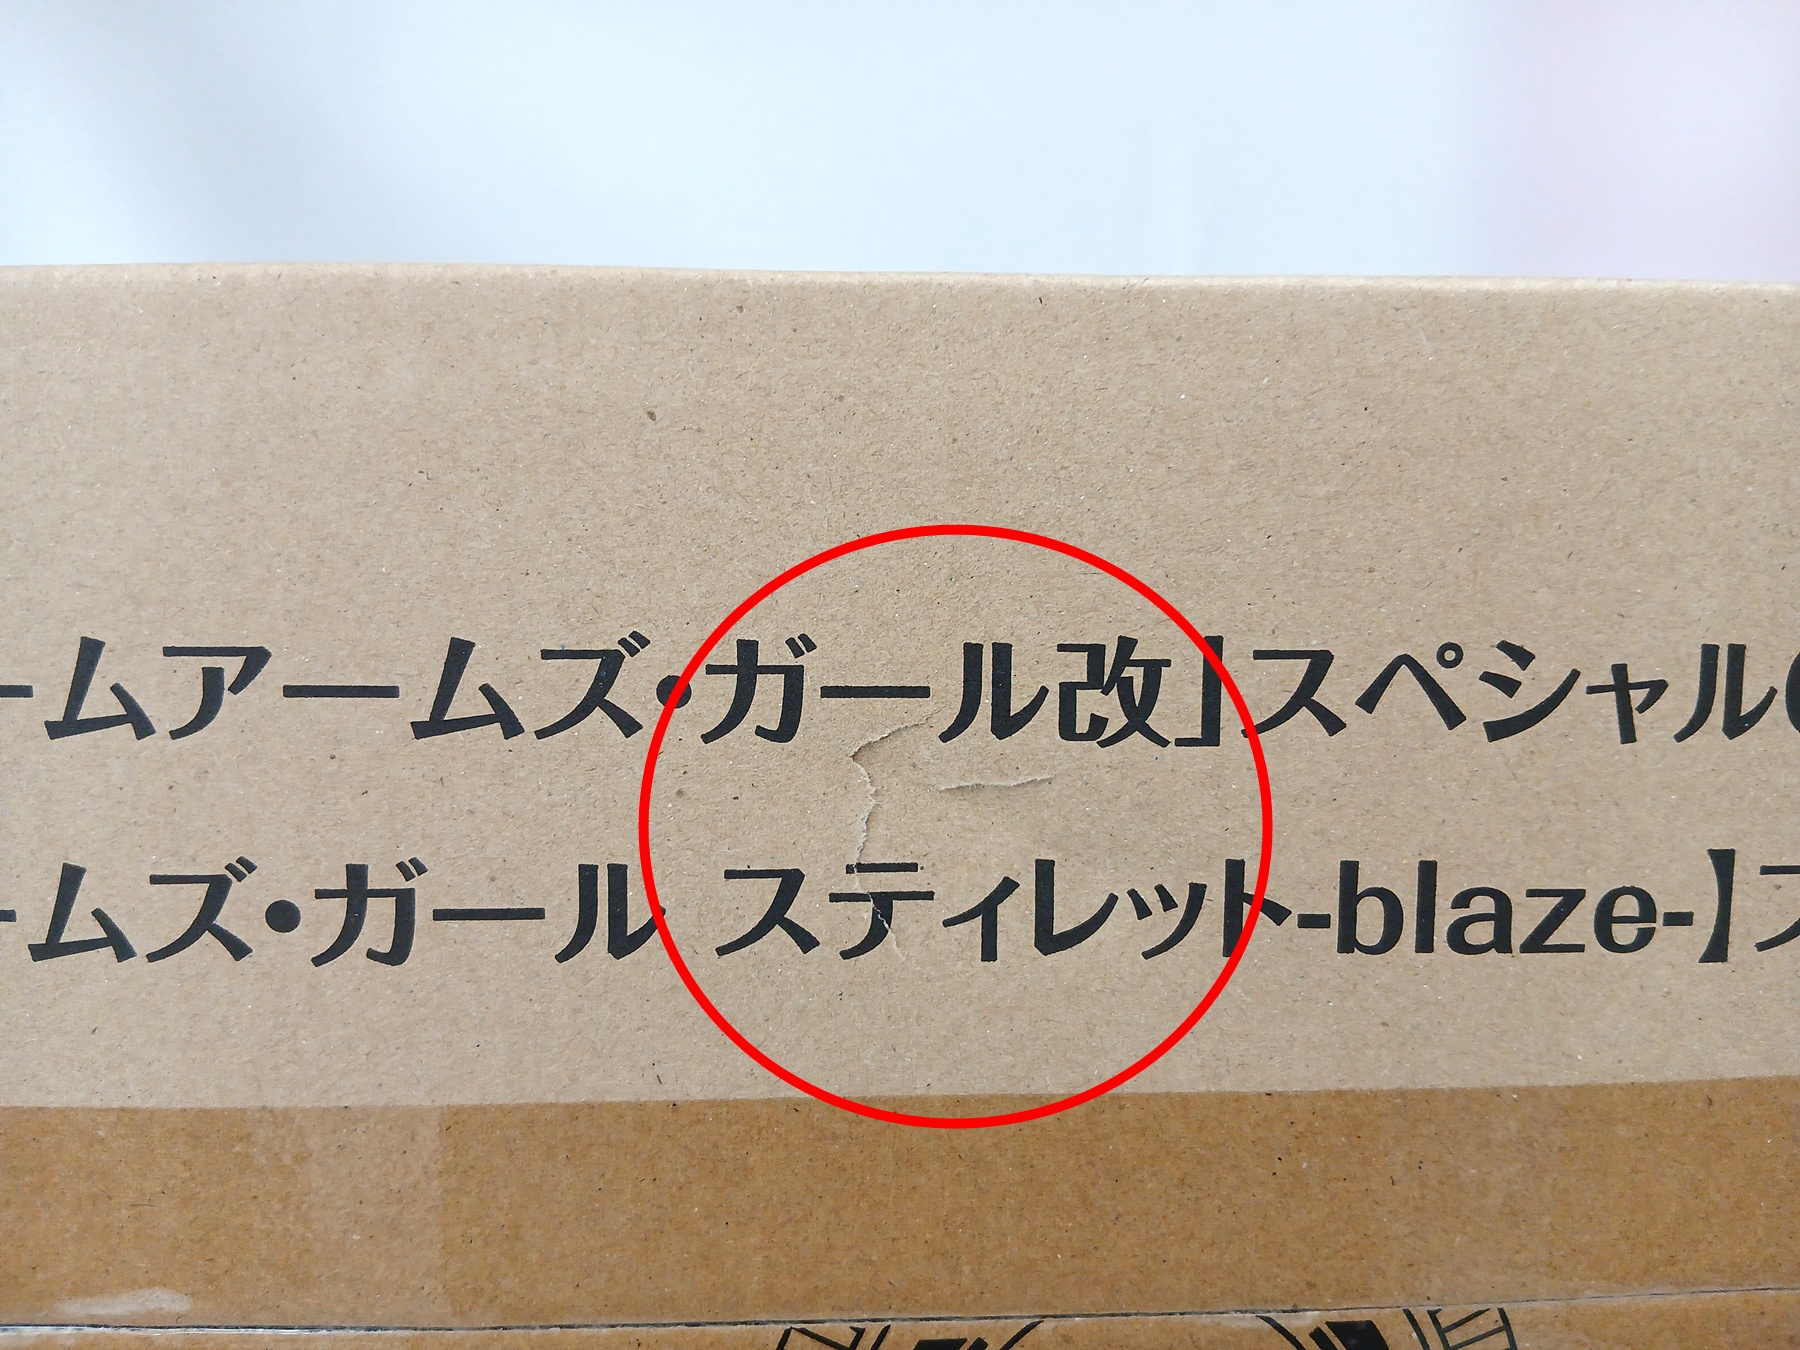 ームアームズ・ガール改」スペシャル
ームズ・ガール スティレット-blaze-】ス